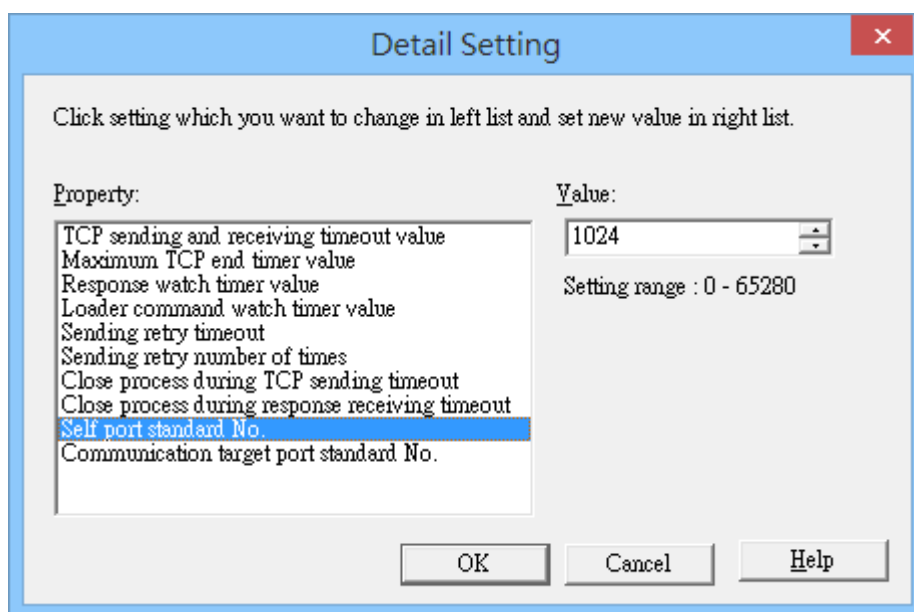 Detail Setting
Click setting which you want to change in left list and set new value in right list.
Property:
TCP sending and receiving timeout value
Maximum TCP end timer value
Response watch timer value
Loader command watch timer value
Sending retry timeout
Sending retry number of times
Close process during TCP sending timeout
Close process during response receiving timeout
Self port standard No.
Communication target port standard No.
Value:
1024
Setting range : 0 - 65280
OK
Cancel
Help